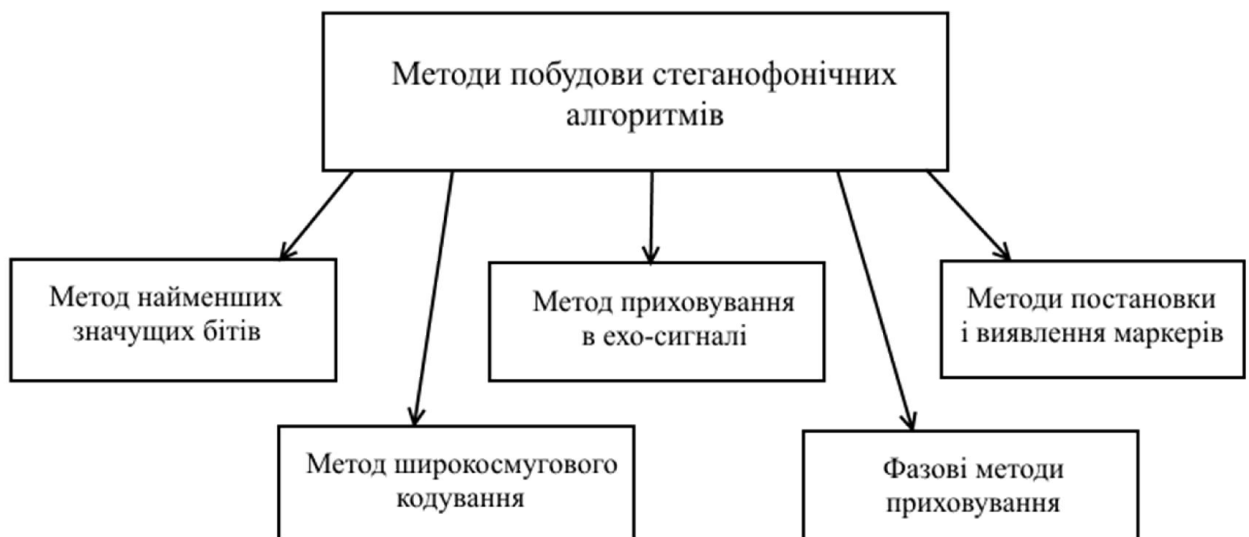 Методи побудови стеганофонічних
алгоритмів
Метод найменших
значущих бітів
Метод приховування
в ехо-сигналі
Методи постановки
і виявлення маркерів
Метод широкосмугового
кодування
Фазові методи
приховування